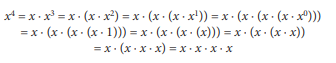 x⁴ = x · x³ = x · (x · x²) = x · (x · (x · x¹)) = x · (x · (x · (x · x⁰)))
= x · (x · (x · (x · 1))) = x · (x · (x · (x))) = x · (x · (x · x))
= x · (x · x · x) = x · x · x · x